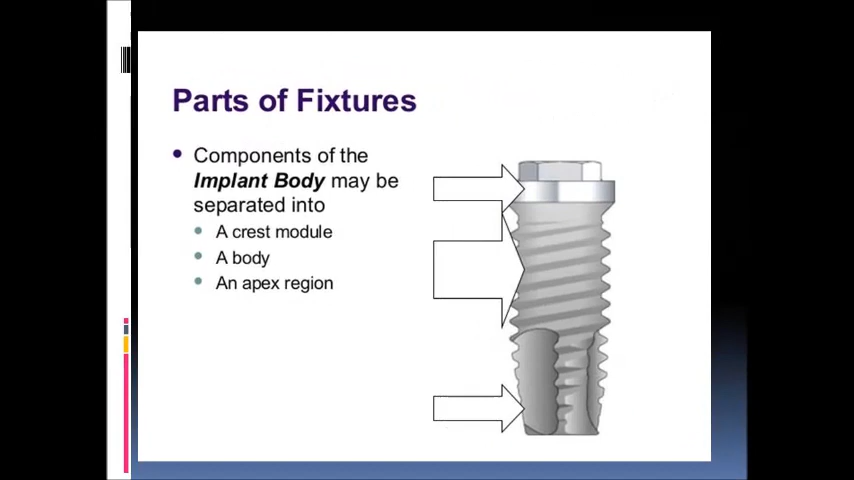 Parts of Fixtures
Components of the
Implant Body may be
separated into
A crest module
A body
An apex region